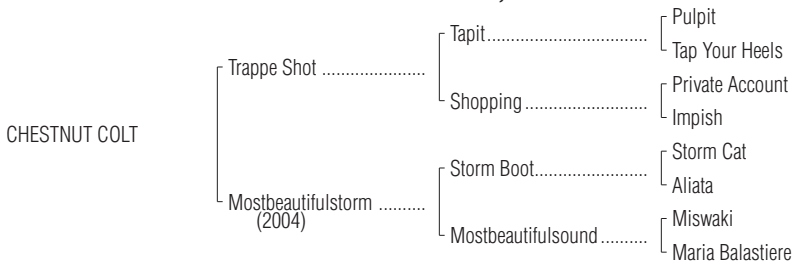 Pulpit
Tapit................................
Tap Your Heels
Trappe Shot ......................
Private Account
Shopping.........................
Impish
CHESTNUT COLT
Storm Cat
Storm Boot.......................
Aliata
Mostbeautifulstorm ..........
(2004)
Miswaki
Mostbeautifulsound..........
Maria Balastiere